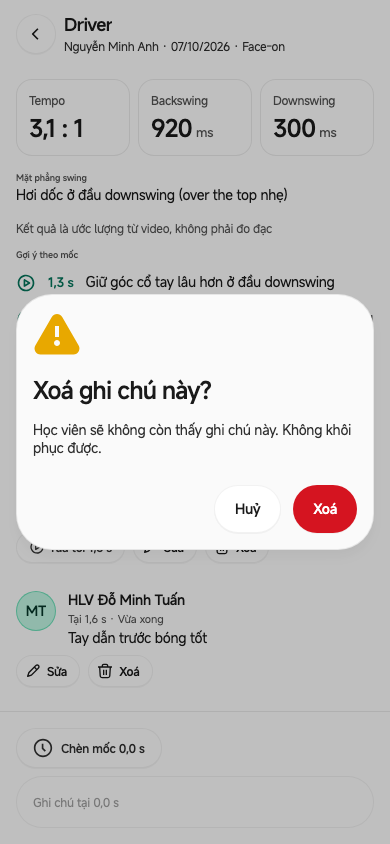 Driver
Nguyễn Minh Anh · 07/10/2026 · Face-on
Tempo
3,1 : 1
Backswing
920 ms
Downswing
300 ms
Mặt phẳng swing
Hơi dốc ở đầu downswing (over the top nhẹ)
Kết quả là ước lượng từ video, không phải đo đạc
Gợi ý theo mốc
1,3 s Giữ góc cổ tay lâu hơn ở đầu downswing
Xoá ghi chú này?
Học viên sẽ không còn thấy ghi chú này. Không khôi
phục được.
Huỷ
Xoá
MT
HLV Đỗ Minh Tuấn
Tại 1,6 s · Vừa xong
Tay dẫn trước bóng tốt
Sửa
Xoá
Chèn mốc 0,0 s
Ghi chú tại 0,0 s